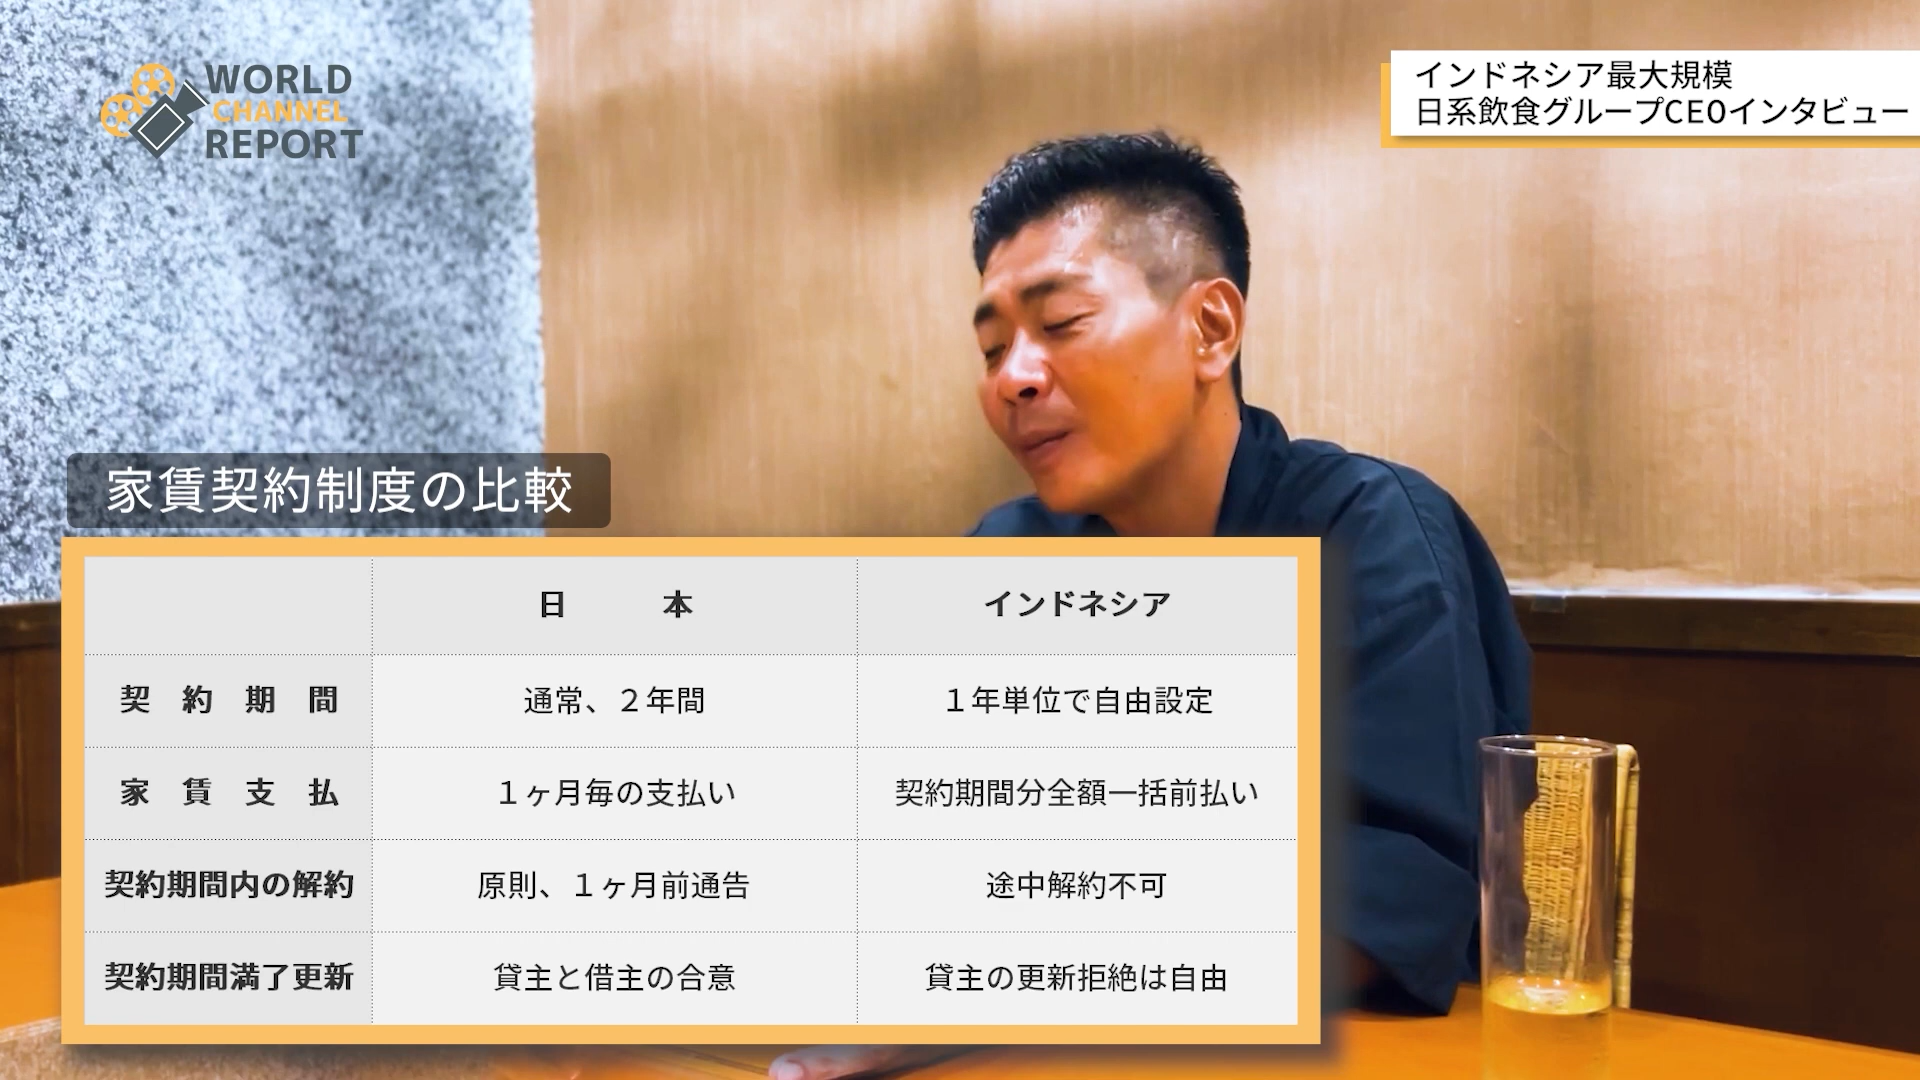 WORLD
CHANNEL
REPORT
インドネシア最大規模
日系飲食グループCEOインタビュー
家賃契約制度の比較
日 本 インドネシア
契約期間 通常、２年間 １年単位で自由設定
家賃支払 １ヶ月毎の支払い 契約期間分全額一括前払い
契約期間内の解約 原則、１ヶ月前通告 途中解約不可
契約期間満了更新 貸主と借主の合意 貸主の更新拒絶は自由